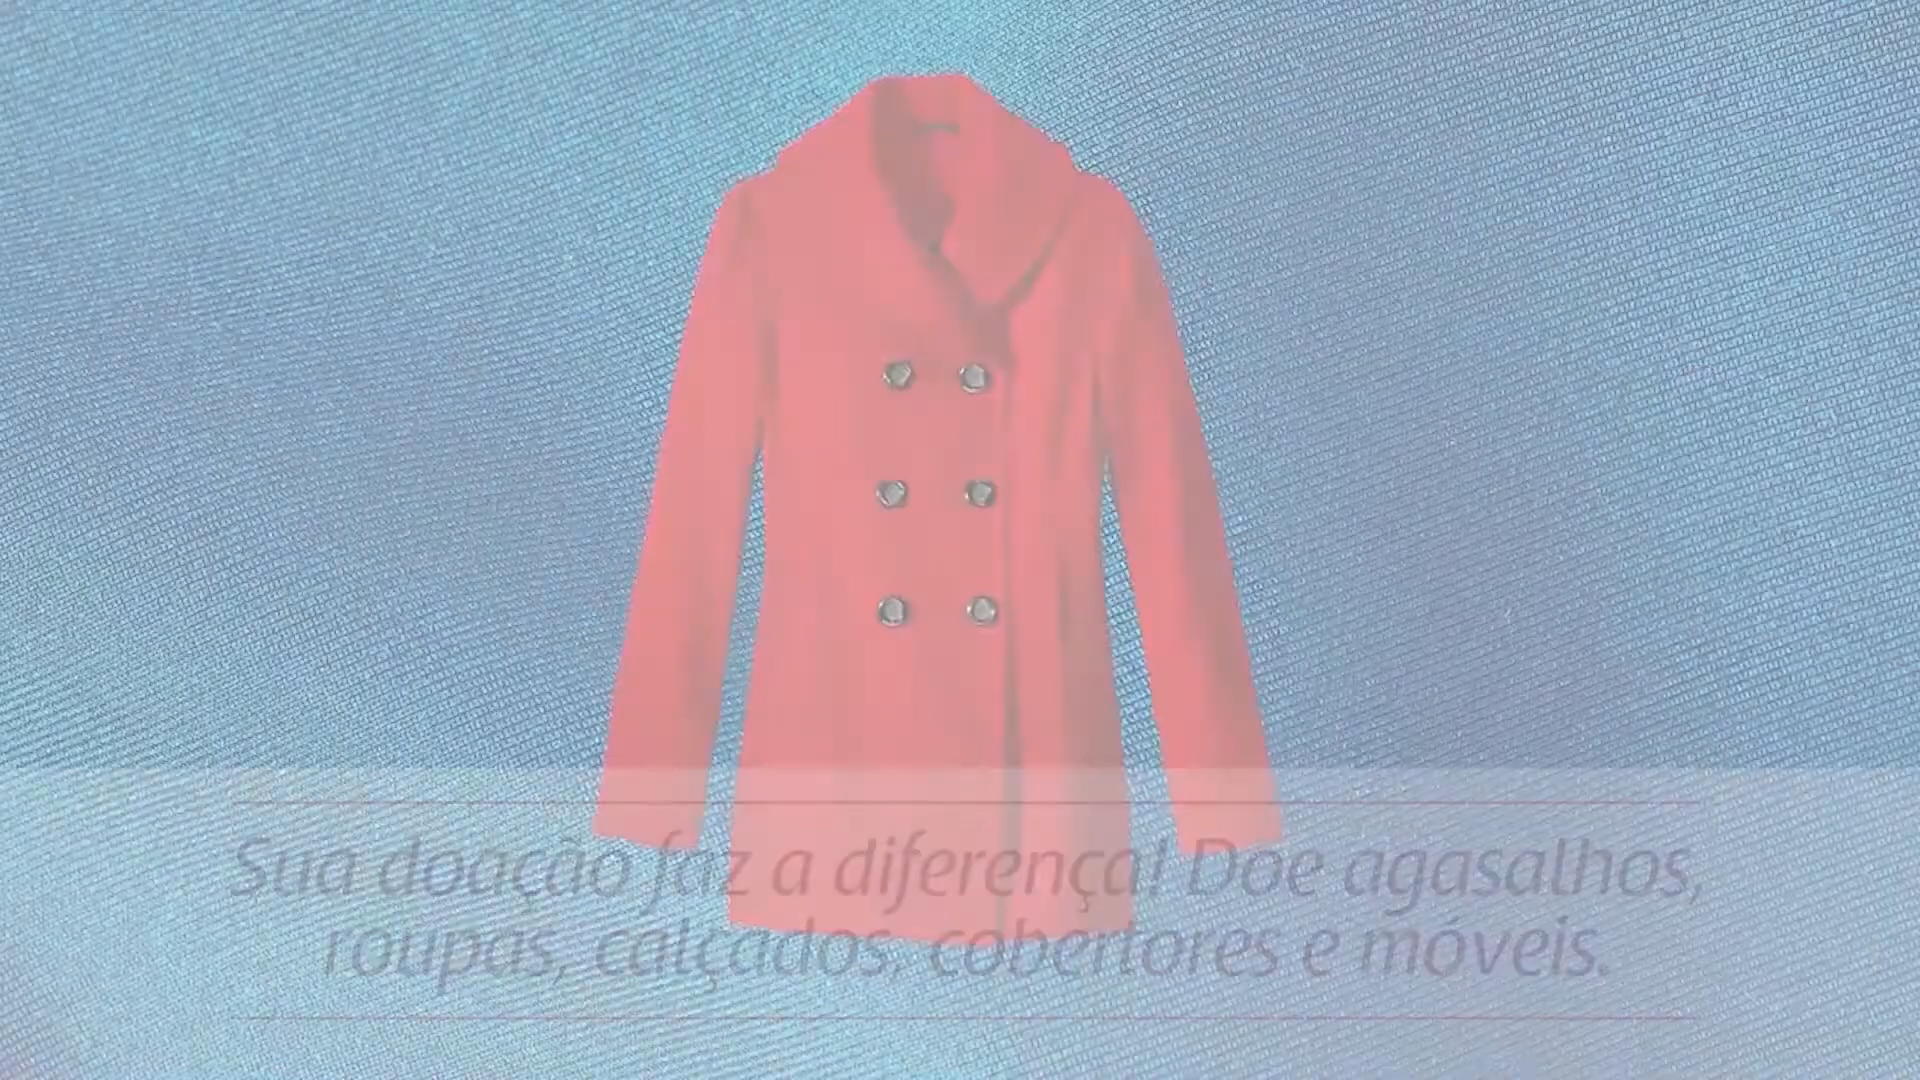 Sua doação faz a diferença! Doe agasalhos,
roupas, calçados, cobertores e móveis.